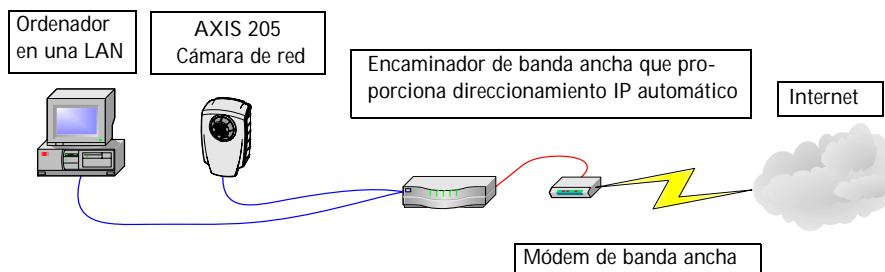 Ordenador
en una LAN
AXIS 205
Cámara de red
Encaminador de banda ancha que pro-
porciona direccionamiento IP automático
Internet
Módem de banda ancha